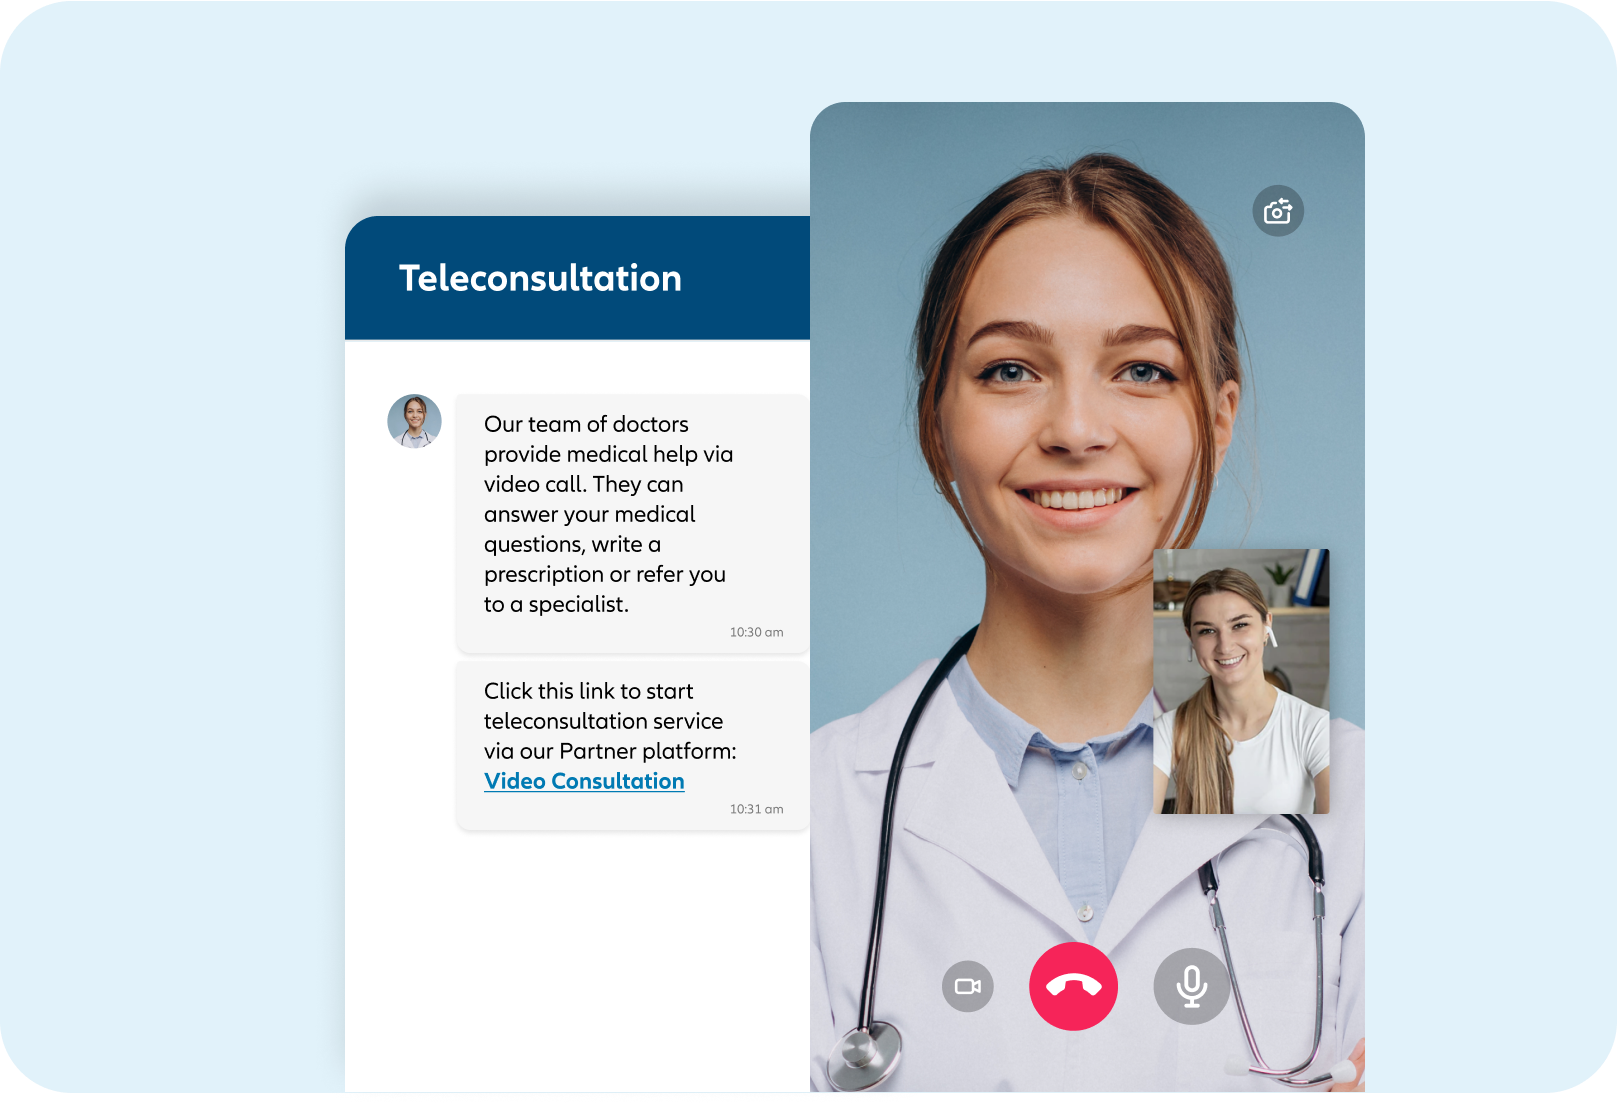 Teleconsultation
Our team of doctors
provide medical help via
video call. They can
answer your medical
questions, write a
prescription or refer you
to a specialist.
10:30 am
Click this link to start
teleconsultation service
via our Partner platform:
Video Consultation
10:31 am